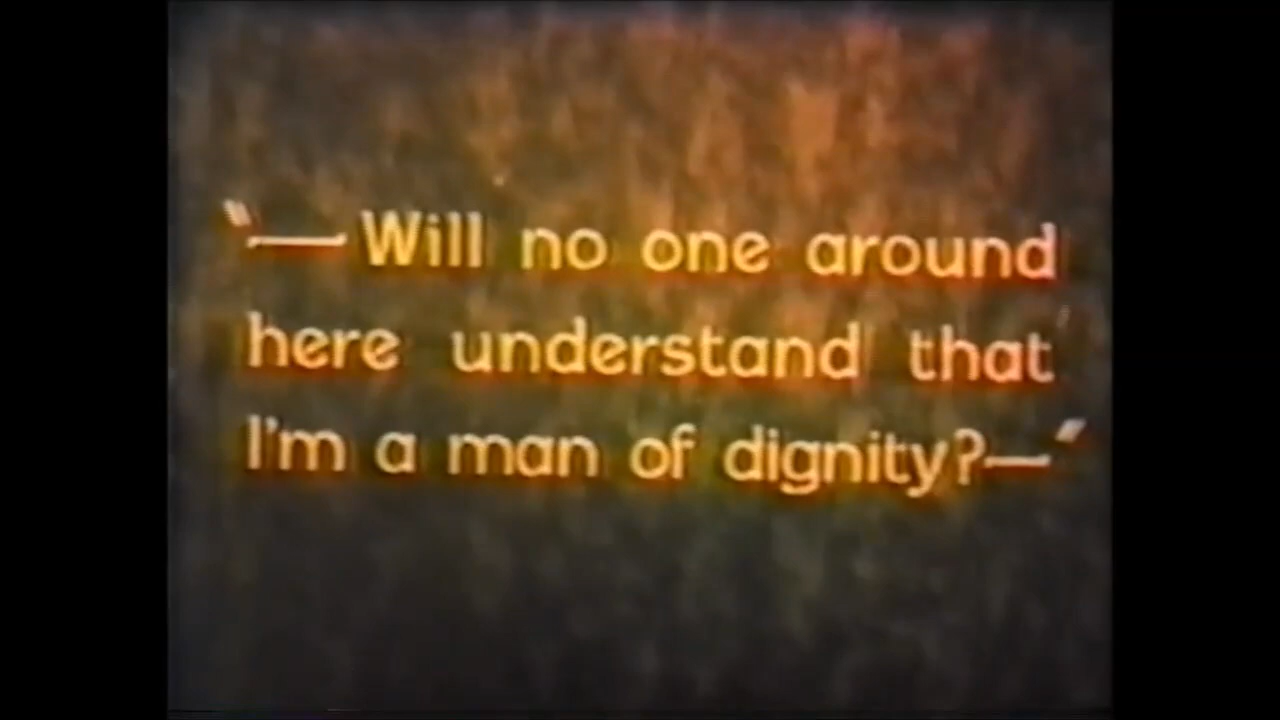 "—Will no one around
here understand that
I'm a man of dignity?—"